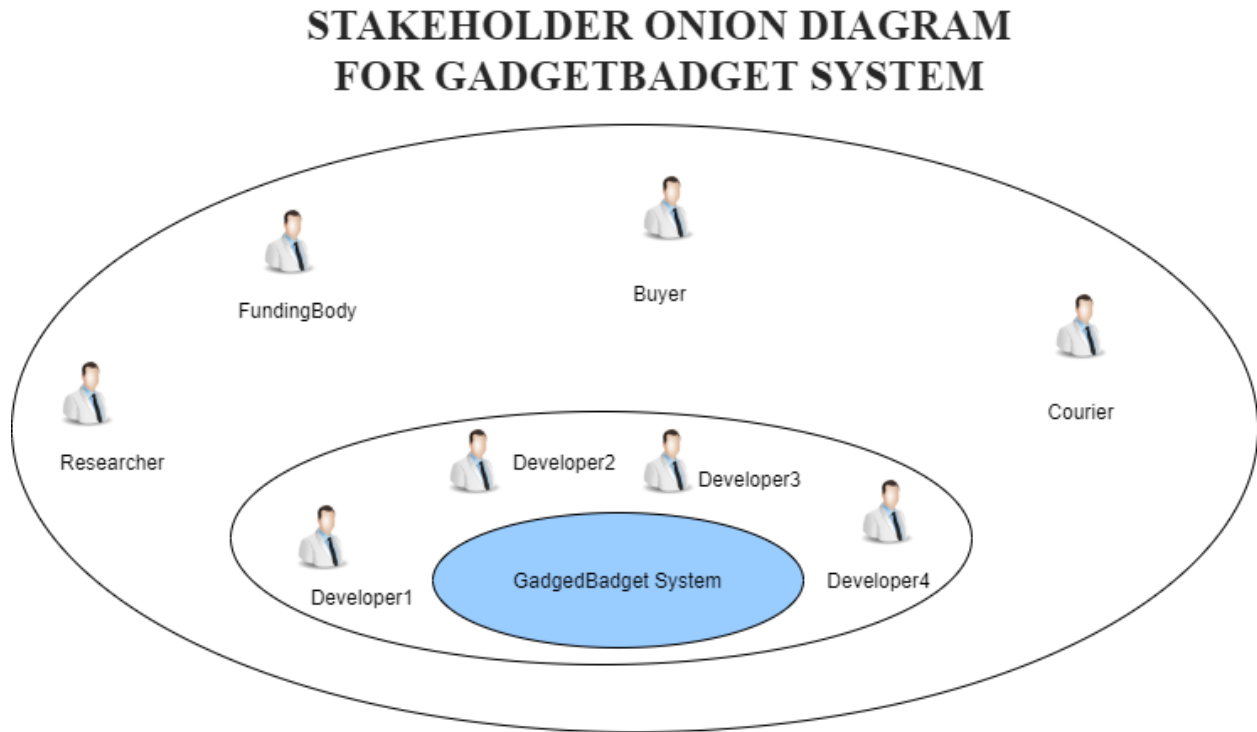 STAKEHOLDER ONION DIAGRAM
FOR GADGETBADGET SYSTEM
Buyer
FundingBody
Courier
Researcher
Developer2
Developer3
GadgedBadget System
Developer4
Developer1